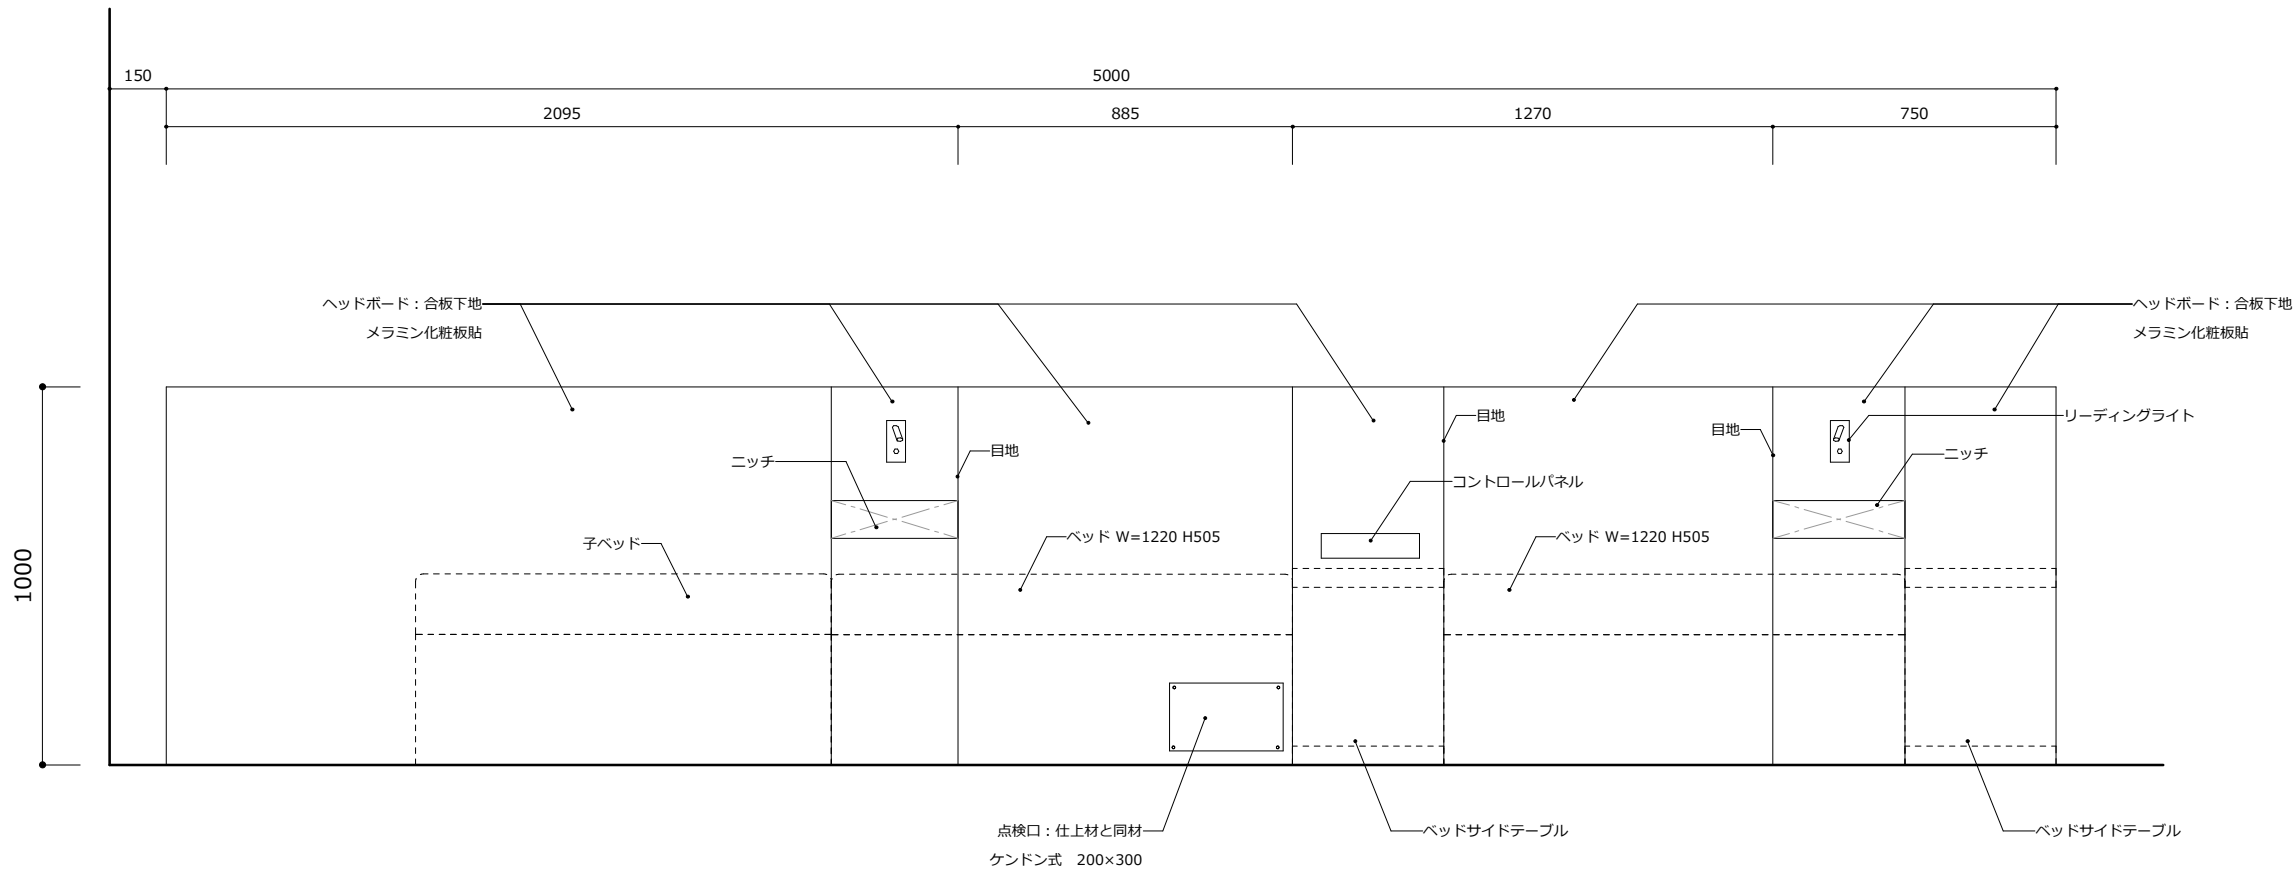 150
5000
2095
885
1270
750
ヘッドボード：合板下地
メラミン化粧板貼
ヘッドボード：合板下地
メラミン化粧板貼
目地
目地
リーディングライト
ニッチ
目地
ニッチ
コントロールパネル
子ベッド
ベッド W=1220 H505
ベッド W=1220 H505
1000
点検口：仕上材と同材
ケンドン式　200×300
ベッドサイドテーブル
ベッドサイドテーブル